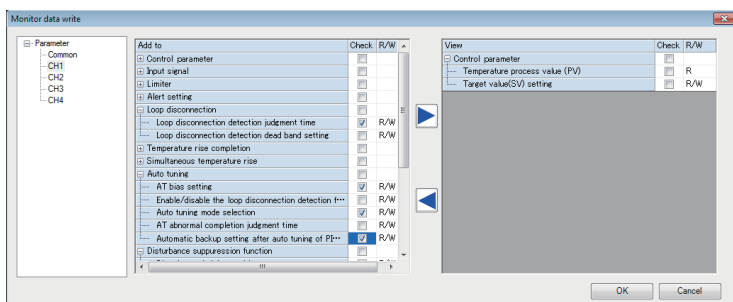 Monitor data write
Parameter
Common
CH1
CH2
CH3
CH4
Add to Check R/W
Control parameter
Input signal
Limiter
Alert setting
Loop disconnection
Loop disconnection detection judgment time R/W
Loop disconnection detection dead band setting R/W
Temperature rise completion
Simultaneous temperature rise
Auto tuning
AT bias setting R/W
Enable/disable the loop disconnection detection f··· R/W
Auto tuning mode selection R/W
AT abnormal completion judgment time R/W
Automatic backup setting after auto tuning of PI··· R/W
Disturbance suppuression function
View Check R/W
Control parameter
Temperature process value (PV) R
Target value(SV) setting R/W
OK Cancel